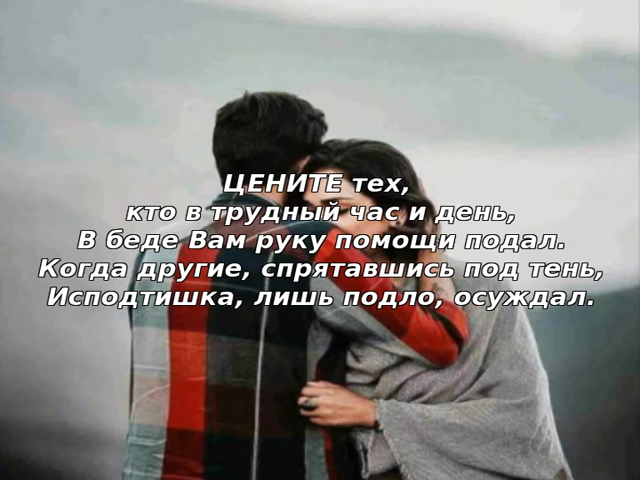 ЦЕНИТЕ тех,
кто в трудный час и день,
В беде Вам руку помощи подал.
Когда другие, спрятавшись под тень,
Исподтишка, лишь подло, осуждал.